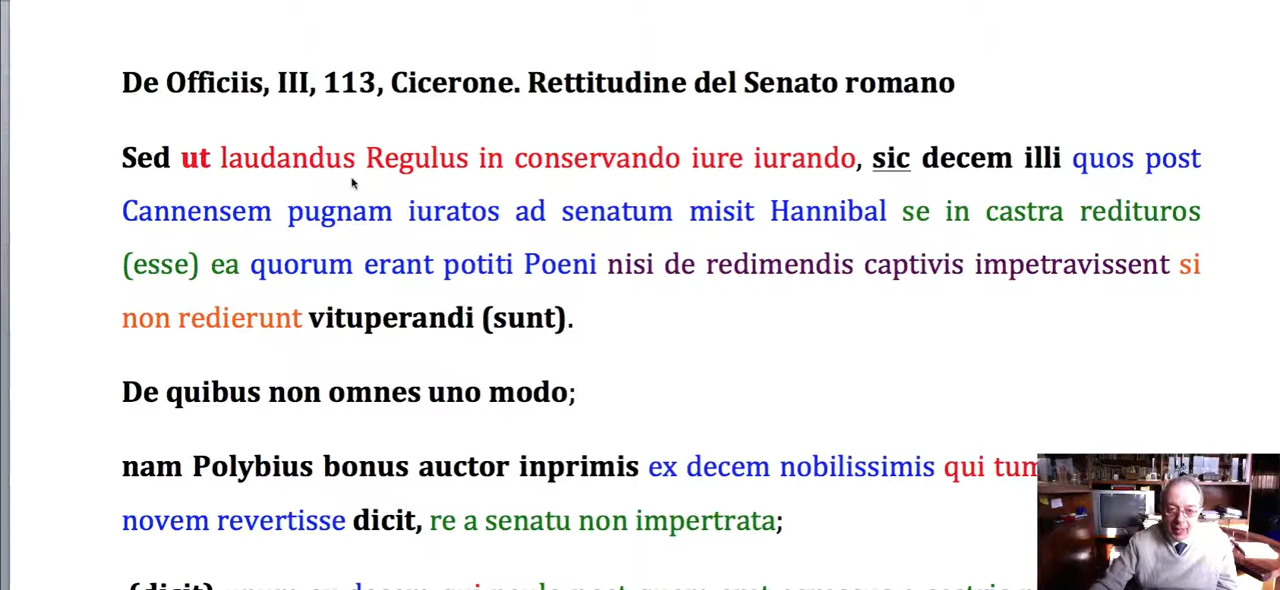 De Officiis, III, 113, Cicerone. Rettitudine del Senato romano
Sed ut laudandus Regulus in conservando iure iurando, sic decem illi quos post
Cannensem pugnam iuratos ad senatum misit Hannibal se in castra redituros
(esse) ea quorum erant potiti Poeni nisi de redimendis captivis impetravissent si
non redierunt vituperandi (sunt).
De quibus non omnes uno modo;
nam Polybius bonus auctor inprimis ex decem nobilissimis qui tum
novem revertisse dicit, re a senatu non impertrata;